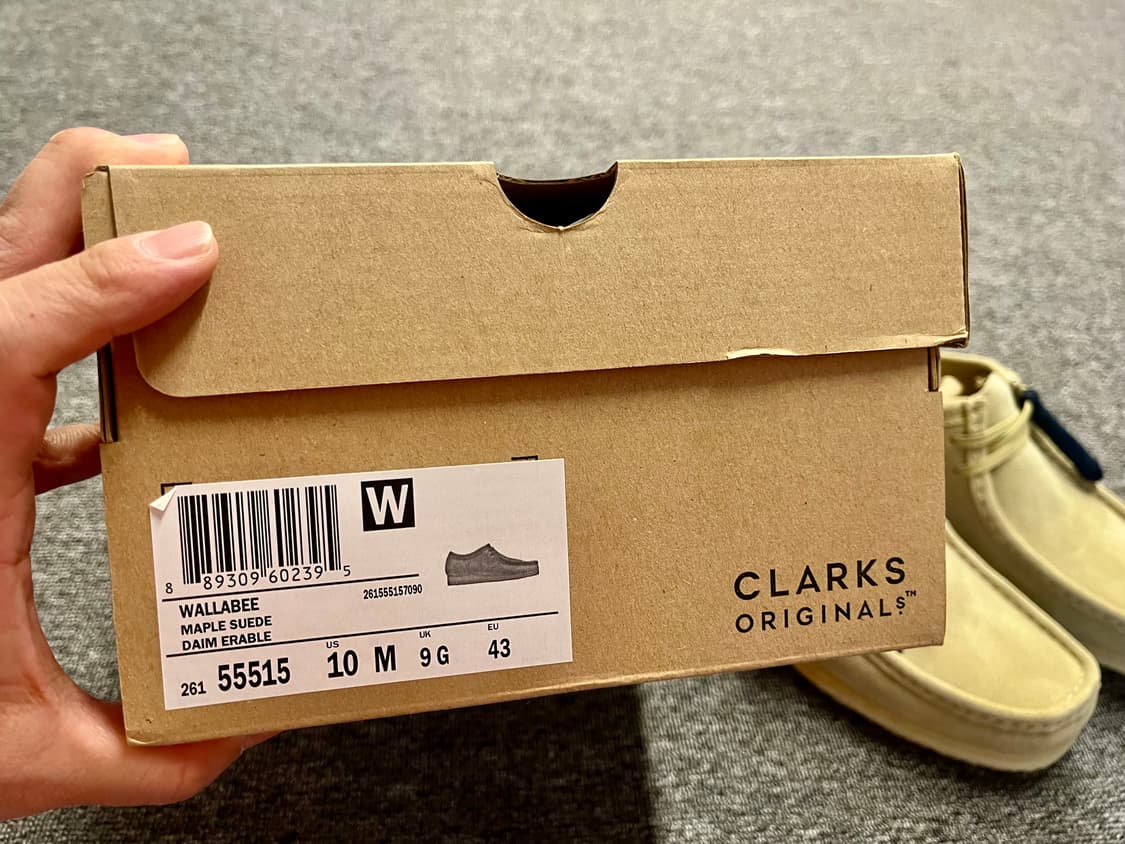 W
8 89309 60239 5
261555157090
WALLABEE
MAPLE SUEDE
DAIM ERABLE
US UK EU
261 55515 10 M 9 G 43
CLARKS
ORIGINALS™